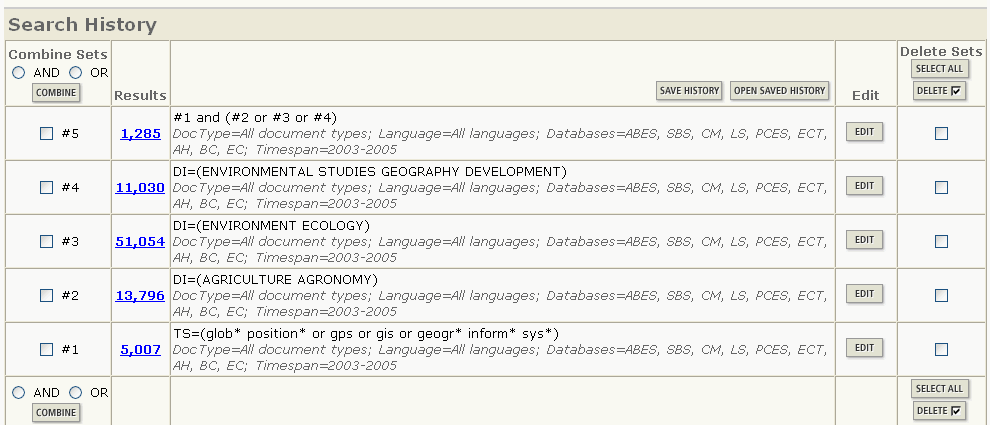 Search History
Combine Sets
AND OR
COMBINE
Results
SAVE HISTORY OPEN SAVED HISTORY
Edit
Delete Sets
SELECT ALL
DELETE
#5 1,285 #1 and (#2 or #3 or #4) EDIT
DocType=All document types; Language=All languages; Databases=ABES, SBS, CM, LS, PCES, ECT,
AH, BC, EC; Timespan=2003-2005
#4 11,030 DI=(ENVIRONMENTAL STUDIES GEOGRAPHY DEVELOPMENT) EDIT
DocType=All document types; Language=All languages; Databases=ABES, SBS, CM, LS, PCES, ECT,
AH, BC, EC; Timespan=2003-2005
#3 51,054 DI=(ENVIRONMENT ECOLOGY) EDIT
DocType=All document types; Language=All languages; Databases=ABES, SBS, CM, LS, PCES, ECT,
AH, BC, EC; Timespan=2003-2005
#2 13,796 DI=(AGRICULTURE AGRONOMY) EDIT
DocType=All document types; Language=All languages; Databases=ABES, SBS, CM, LS, PCES, ECT,
AH, BC, EC; Timespan=2003-2005
#1 5,007 TS=(glob* position* or gps or gis or geogr* inform* sys*) EDIT
DocType=All document types; Language=All languages; Databases=ABES, SBS, CM, LS, PCES, ECT,
AH, BC, EC; Timespan=2003-2005
AND OR
COMBINE
SELECT ALL
DELETE